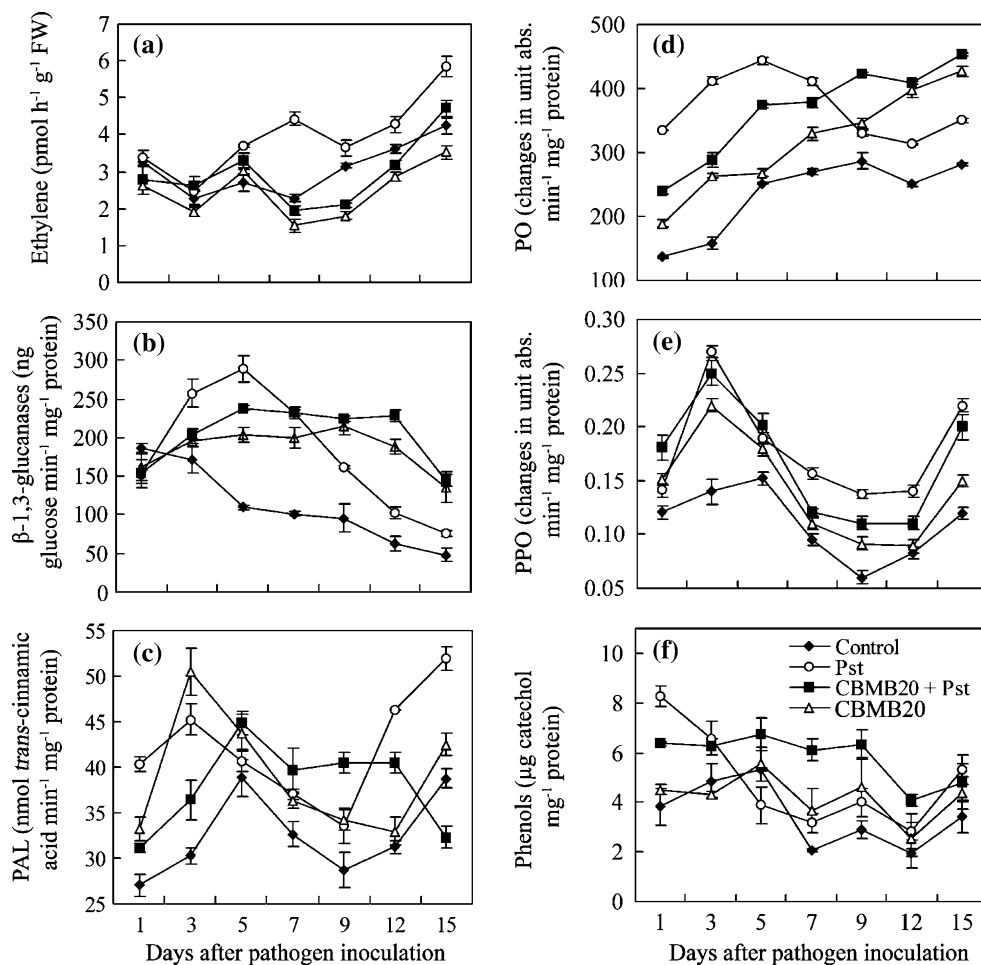 (a)
Ethylene (pmol h⁻¹ g⁻¹ FW)
7
6
5
4
3
2
1
0
(d)
PO (changes in unit abs.
min⁻¹ mg⁻¹ protein)
500
400
300
200
100
(b)
β-1,3-glucanases (ng
glucose min⁻¹ mg⁻¹ protein)
350
300
250
200
150
100
50
0
(e)
PPO (changes in unit abs.
min⁻¹ mg⁻¹ protein)
0.30
0.25
0.20
0.15
0.10
0.05
(c)
PAL (nmol trans-cinnamic
acid min⁻¹ mg⁻¹ protein)
55
50
45
40
35
30
25
1 3 5 7 9 12 15
Days after pathogen inoculation
(f)
Phenols (µg catechol
mg⁻¹ protein)
10
8
6
4
2
0
Control
Pst
CBMB20 + Pst
CBMB20
1 3 5 7 9 12 15
Days after pathogen inoculation